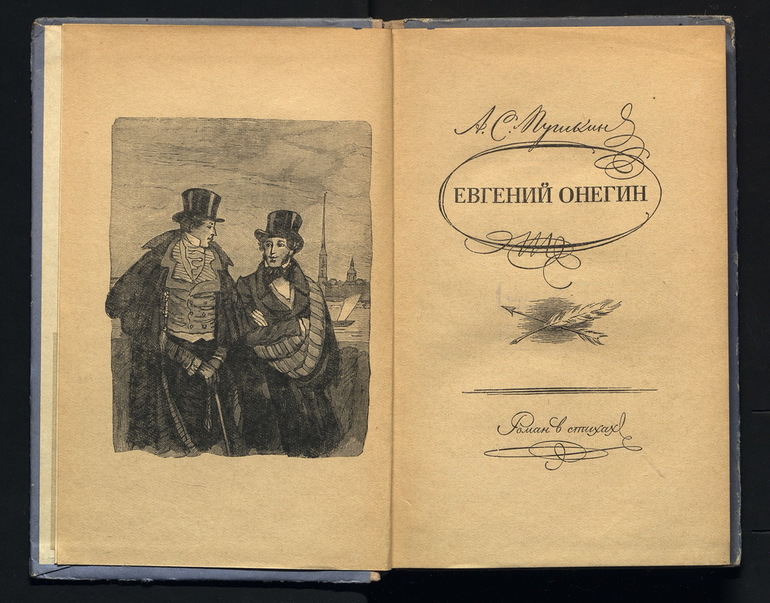 А. С. Пушкин
ЕВГЕНИЙ ОНЕГИН
Роман в стихах